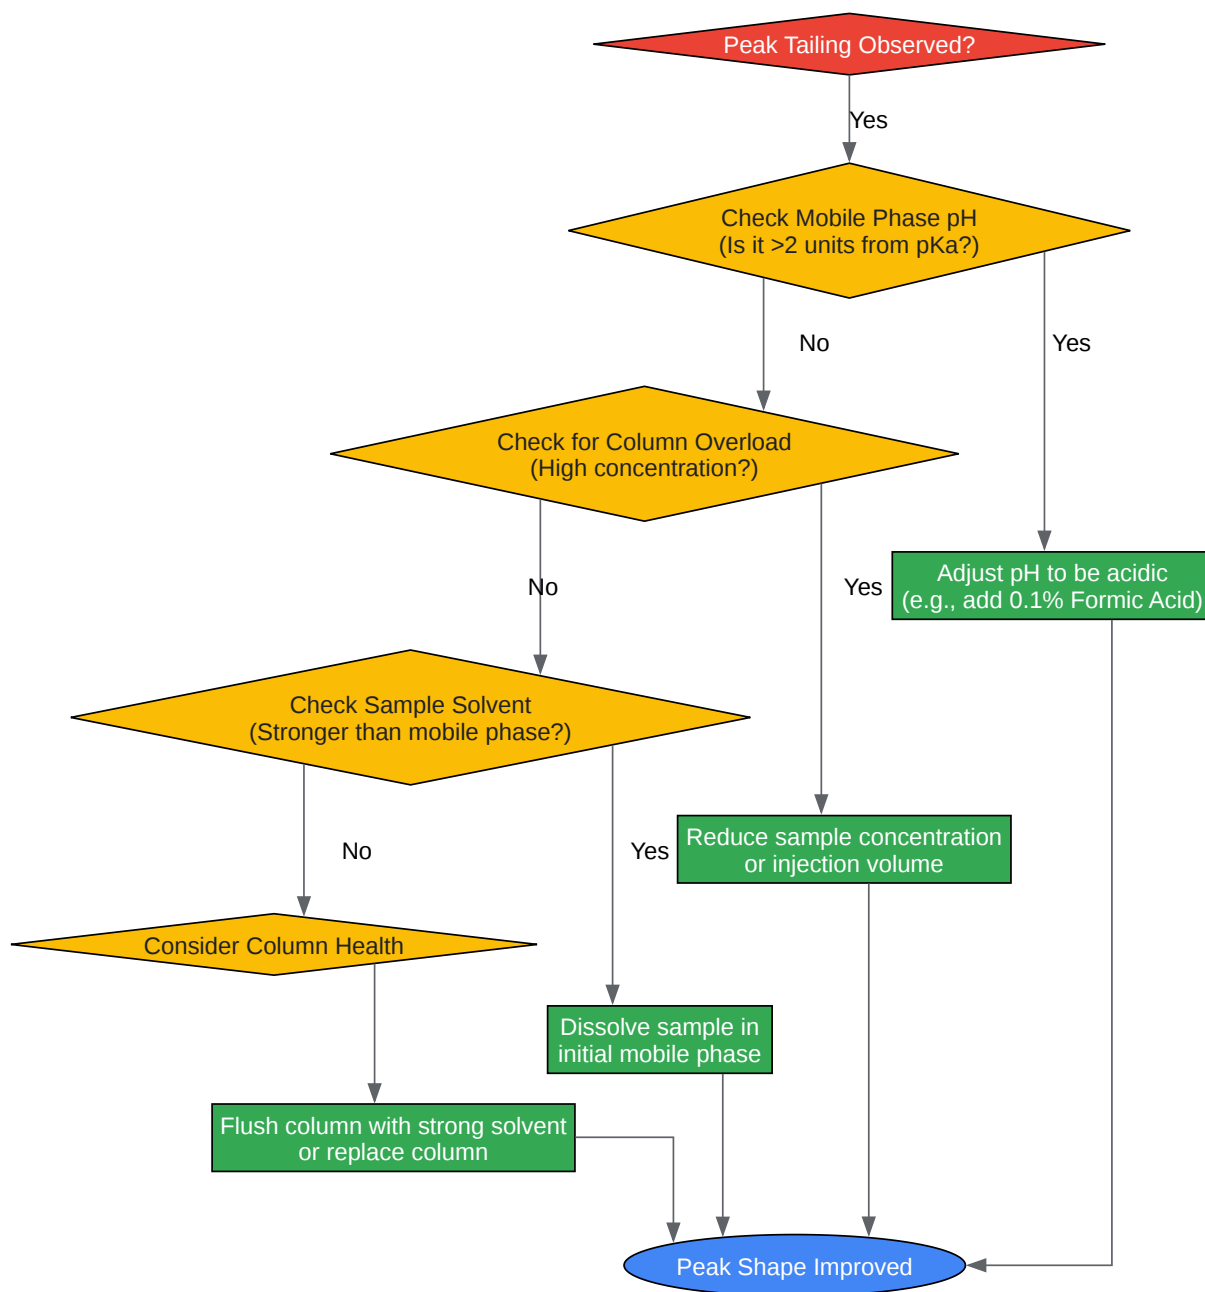 Peak Tailing Observed?
Yes
Check Mobile Phase pH
(Is it >2 units from pKa?)
No
Yes
Check for Column Overload
(High concentration?)
No
Yes
Adjust pH to be acidic
(e.g., add 0.1% Formic Acid)
Check Sample Solvent
(Stronger than mobile phase?)
No
Yes
Reduce sample concentration
or injection volume
Consider Column Health
Dissolve sample in
initial mobile phase
Flush column with strong solvent
or replace column
Peak Shape Improved